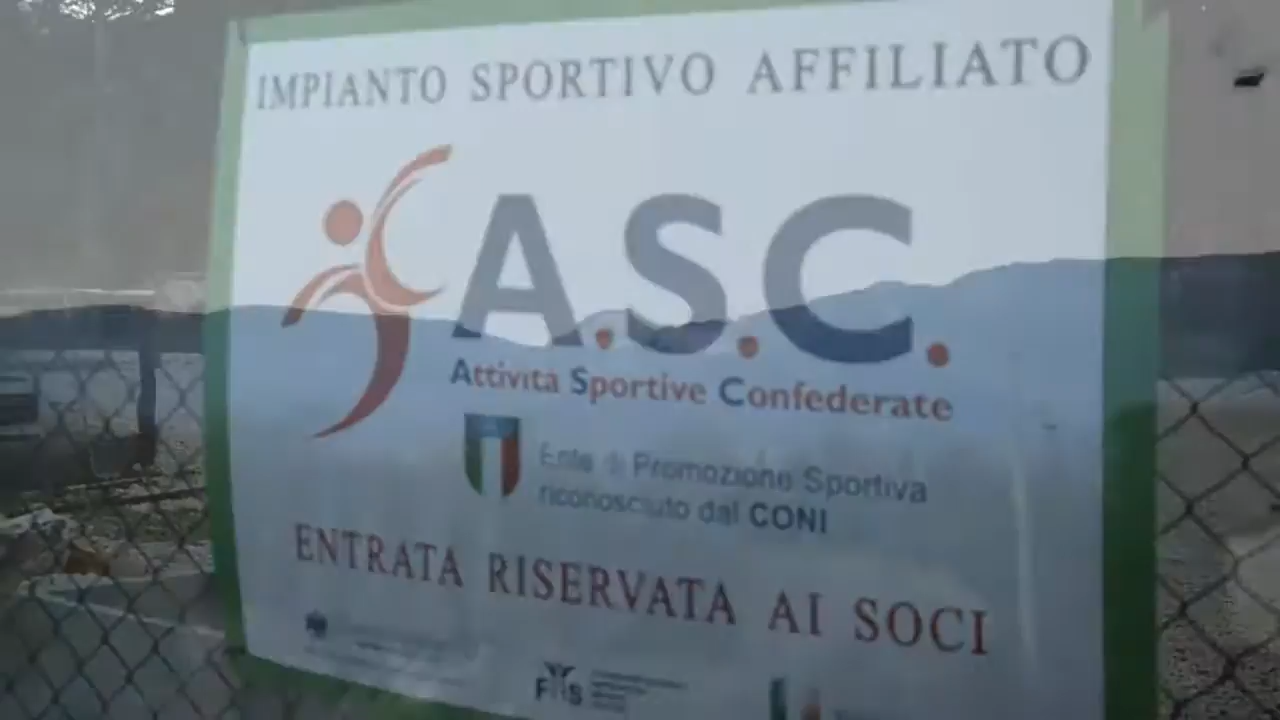 IMPIANTO SPORTIVO AFFILIATO
A.S.C.
Attività Sportive Confederate
Ente di Promozione Sportiva
riconosciuto dal CONI
ENTRATA RISERVATA AI SOCI